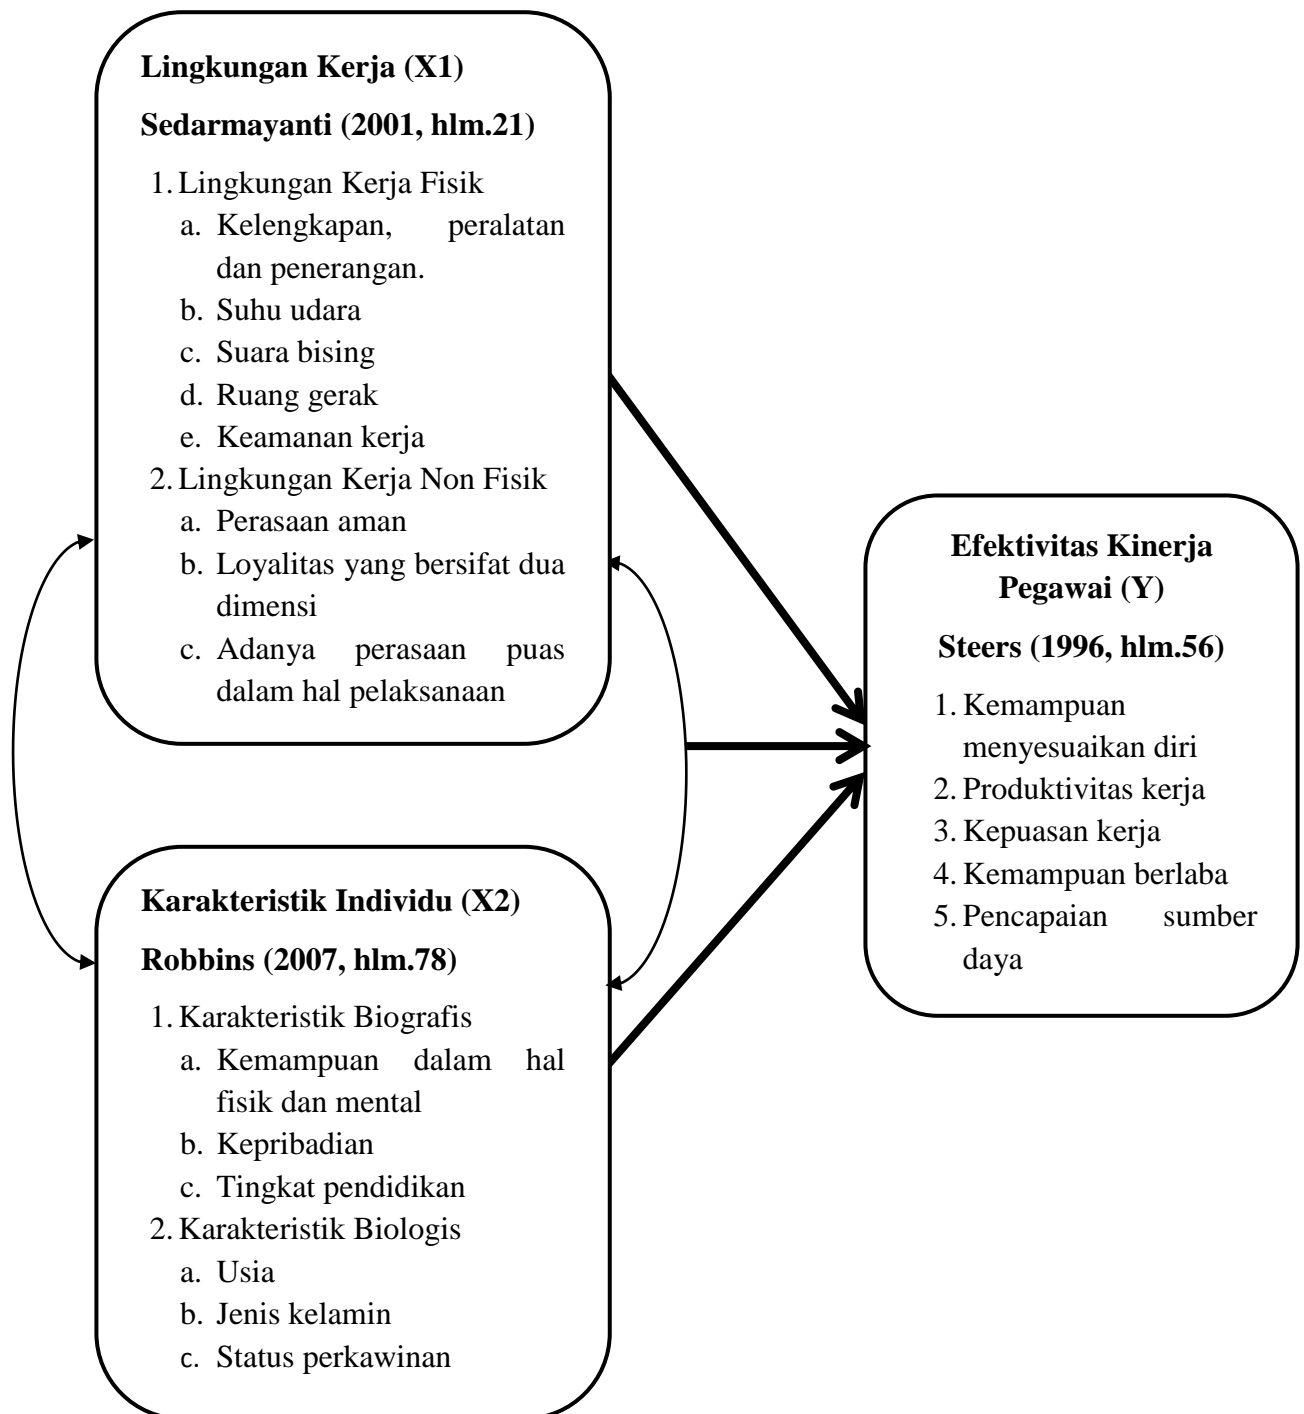 Lingkungan Kerja (X1)
Sedarmayanti (2001, hlm.21)
1. Lingkungan Kerja Fisik
a. Kelengkapan, peralatan
dan penerangan.
b. Suhu udara
c. Suara bising
d. Ruang gerak
e. Keamanan kerja
2. Lingkungan Kerja Non Fisik
a. Perasaan aman
b. Loyalitas yang bersifat dua
dimensi
c. Adanya perasaan puas
dalam hal pelaksanaan
Karakteristik Individu (X2)
Robbins (2007, hlm.78)
1. Karakteristik Biografis
a. Kemampuan dalam hal
fisik dan mental
b. Kepribadian
c. Tingkat pendidikan
2. Karakteristik Biologis
a. Usia
b. Jenis kelamin
c. Status perkawinan
Efektivitas Kinerja
Pegawai (Y)
Steers (1996, hlm.56)
1. Kemampuan
menyesuaikan diri
2. Produktivitas kerja
3. Kepuasan kerja
4. Kemampuan berlaba
5. Pencapaian sumber
daya